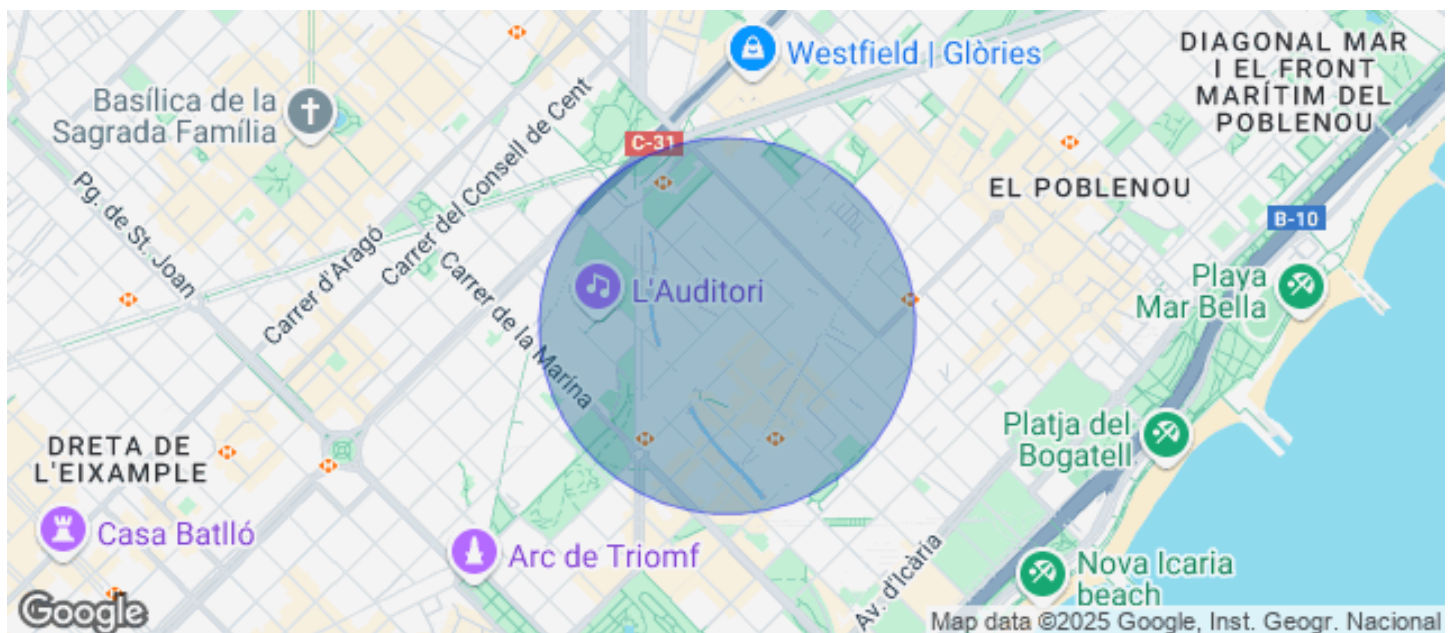 Westfield | Glòries
DIAGONAL MAR
I EL FRONT
MARÍTIM DEL
POBLENOU
Basílica de la
Sagrada Família
Carrer del Consell de Cent
C-31
Pg. de St. Joan
EL POBLENOU
B-10
Carrer d'Aragó
Carrer de la Marina
L'Auditori
Playa
Mar Bella
DRETA DE
L'EIXAMPLE
Platja del
Bogatell
Casa Batlló
Arc de Triomf
Av. d'Icària
Nova Icaria
beach
Google
Map data ©2025 Google, Inst. Geogr. Nacional